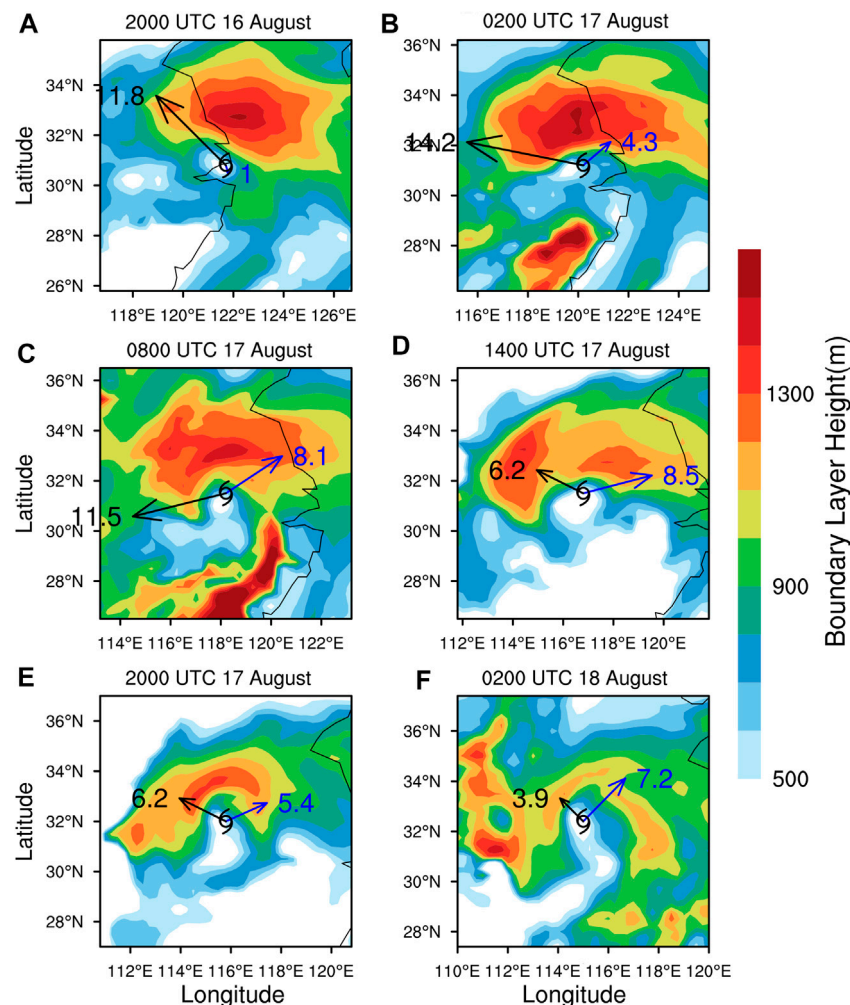 A
2000 UTC 16 August
Latitude
34°N
32°N
30°N
28°N
26°N
11.8
1
118°E 120°E 122°E 124°E 126°E
B
0200 UTC 17 August
36°N
34°N
32°N
30°N
28°N
14.2
4.3
116°E 118°E 120°E 122°E 124°E
C
0800 UTC 17 August
Latitude
36°N
34°N
32°N
30°N
28°N
11.5
8.1
114°E 116°E 118°E 120°E 122°E
D
1400 UTC 17 August
36°N
34°N
32°N
30°N
28°N
6.2
8.5
112°E 114°E 116°E 118°E 120°E
E
2000 UTC 17 August
Latitude
36°N
34°N
32°N
30°N
28°N
6.2
5.4
112°E 114°E 116°E 118°E 120°E
Longitude
F
0200 UTC 18 August
36°N
34°N
32°N
30°N
28°N
3.9
7.2
110°E 112°E 114°E 116°E 118°E 120°E
Longitude
1300
900
500
Boundary Layer Height(m)